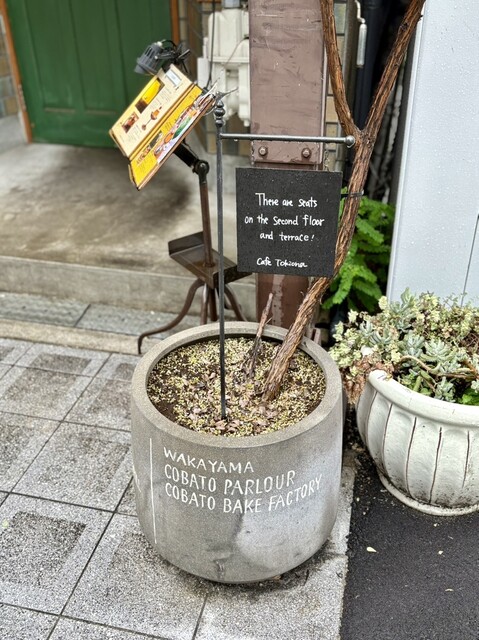 There are seats
on the second floor
and terrace!
Cafe Tokiona
WAKAYAMA
COBATO PARLOUR
COBATO BAKE FACTORY